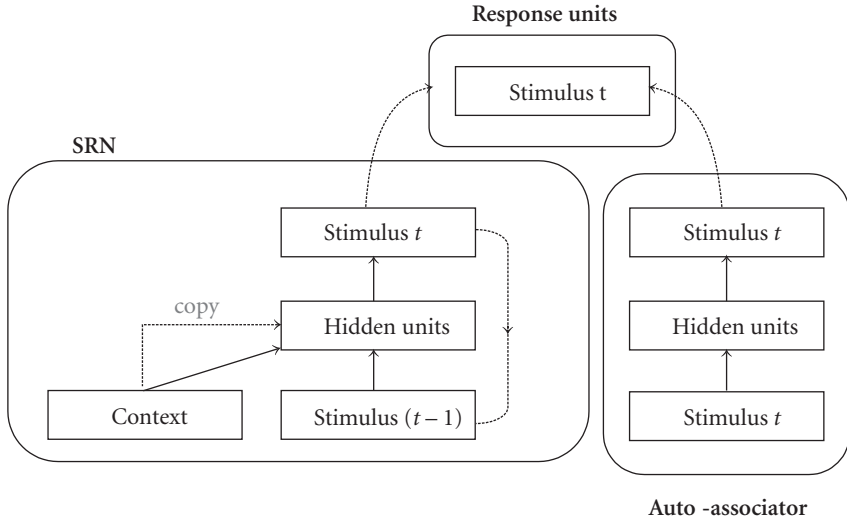 Response units
Stimulus t
SRN
Stimulus t
Stimulus t
copy
Hidden units
Hidden units
Context
Stimulus (t – 1)
Stimulus t
Auto -associator